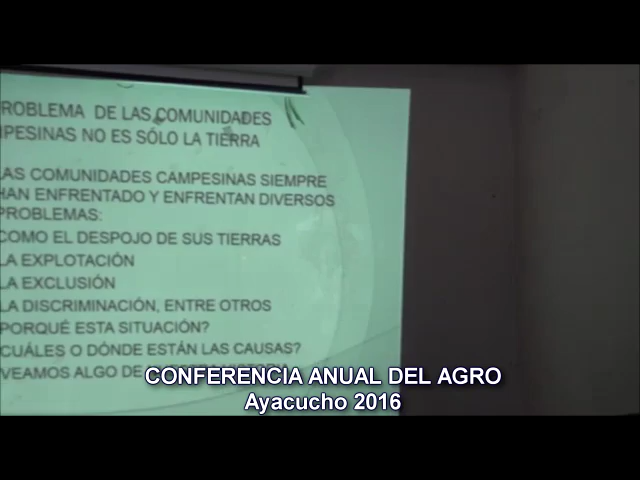 ROBLEMA DE LAS COMUNIDADES
PESINAS NO ES SÓLO LA TIERRA
LAS COMUNIDADES CAMPESINAS SIEMPRE
HAN ENFRENTADO Y ENFRENTAN DIVERSOS
PROBLEMAS:
COMO EL DESPOJO DE SUS TIERRAS
LA EXPLOTACIÓN
LA EXCLUSIÓN
LA DISCRIMINACIÓN, ENTRE OTROS
PORQUÉ ESTA SITUACIÓN?
CUÁLES O DÓNDE ESTÁN LAS CAUSAS?
VEAMOS ALGO DE
CONFERENCIA ANUAL DEL AGRO
Ayacucho 2016